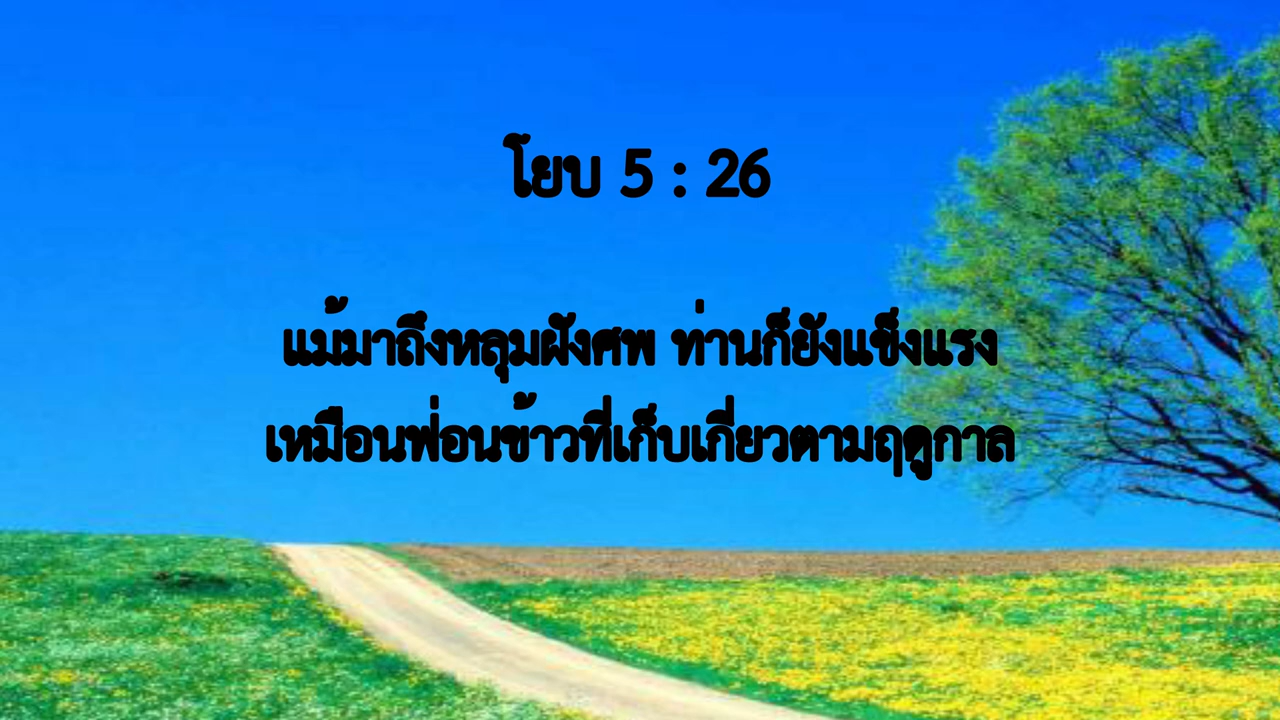 โยบ 5 : 26
แม้มาถึงหลุมฝังศพ ท่านก็ยังแข็งแรง
เหมือนฟ่อนข้าวที่เก็บเกี่ยวตามฤดูกาล